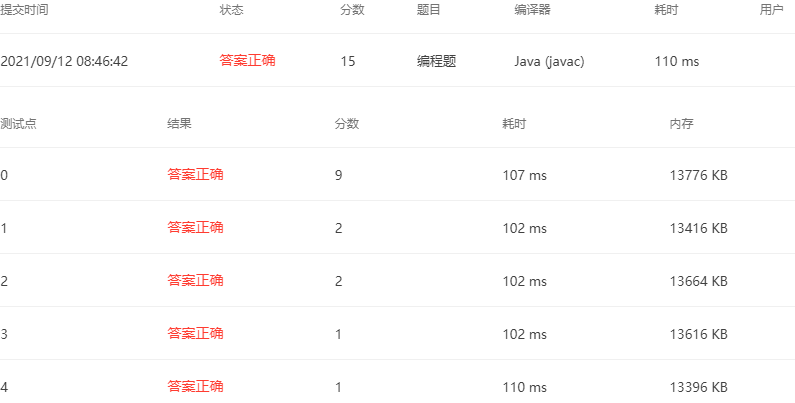 提交时间 状态 分数 题目 编译器 耗时 用户
2021/09/12 08:46:42 答案正确 15 编程题 Java (javac) 110 ms
测试点 结果 分数 耗时 内存
0 答案正确 9 107 ms 13776 KB
1 答案正确 2 102 ms 13416 KB
2 答案正确 2 102 ms 13664 KB
3 答案正确 1 102 ms 13616 KB
4 答案正确 1 110 ms 13396 KB